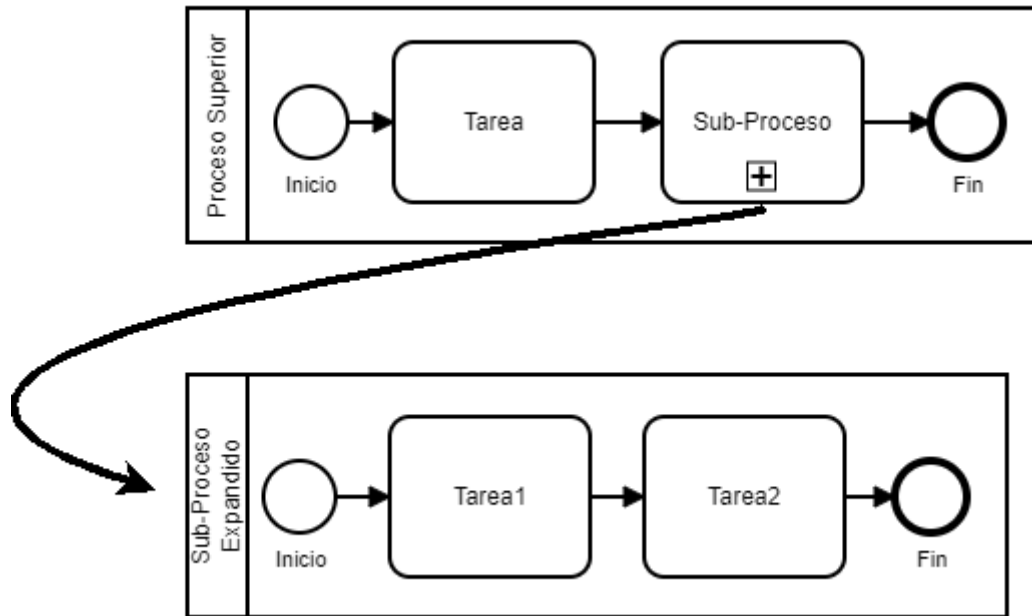 Proceso Superior
Tarea
Sub-Proceso
Inicio
Fin
Sub-Proceso
Expandido
Tarea1
Tarea2
Inicio
Fin